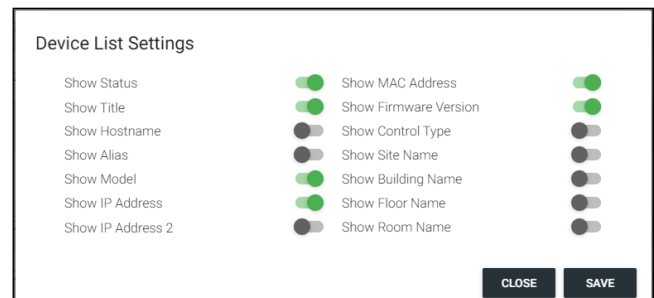 Device List Settings
Show Status
Show Title
Show Hostname
Show Alias
Show Model
Show IP Address
Show IP Address 2
Show MAC Address
Show Firmware Version
Show Control Type
Show Site Name
Show Building Name
Show Floor Name
Show Room Name
CLOSE
SAVE